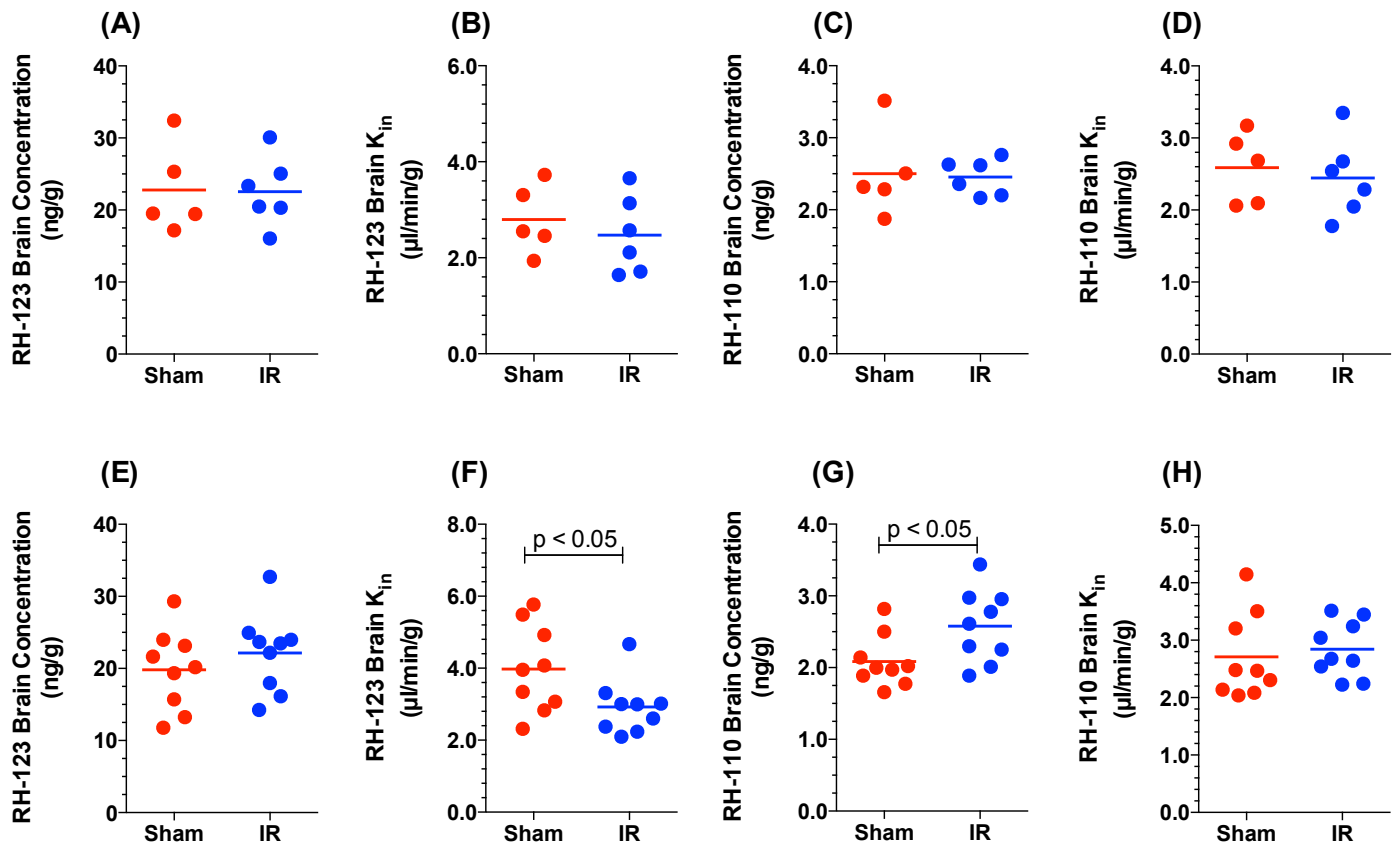 (A)
RH-123 Brain Concentration
(ng/g)
40
30
20
10
0
Sham IR
(B)
RH-123 Brain Kin
(µl/min/g)
6.0
4.0
2.0
0.0
Sham IR
(C)
RH-110 Brain Concentration
(ng/g)
4.0
3.0
2.0
1.0
0.0
Sham IR
(D)
RH-110 Brain Kin
(µl/min/g)
4.0
3.0
2.0
1.0
0.0
Sham IR
(E)
RH-123 Brain Concentration
(ng/g)
40
30
20
10
0
Sham IR
(F)
RH-123 Brain Kin
(µl/min/g)
8.0
6.0
4.0
2.0
0.0
p < 0.05
Sham IR
(G)
RH-110 Brain Concentration
(ng/g)
4.0
3.0
2.0
1.0
0.0
p < 0.05
Sham IR
(H)
RH-110 Brain Kin
(µl/min/g)
5.0
4.0
3.0
2.0
1.0
0.0
Sham IR